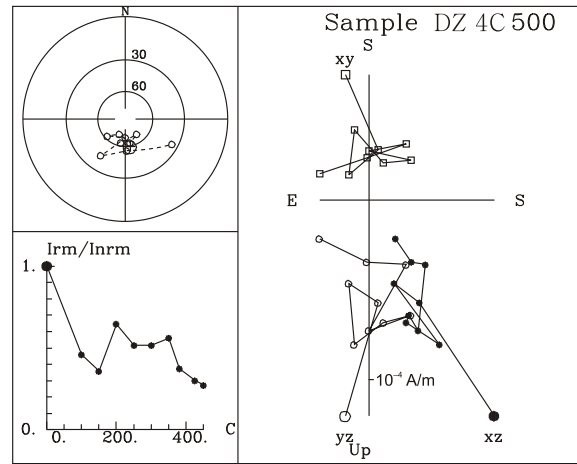 N
30
60
Irm/Inrm
1.
0.
0. 200. 400. C
Sample DZ 4C 500
S
xy
E S
10⁻⁴ A/m
yz xz
Up